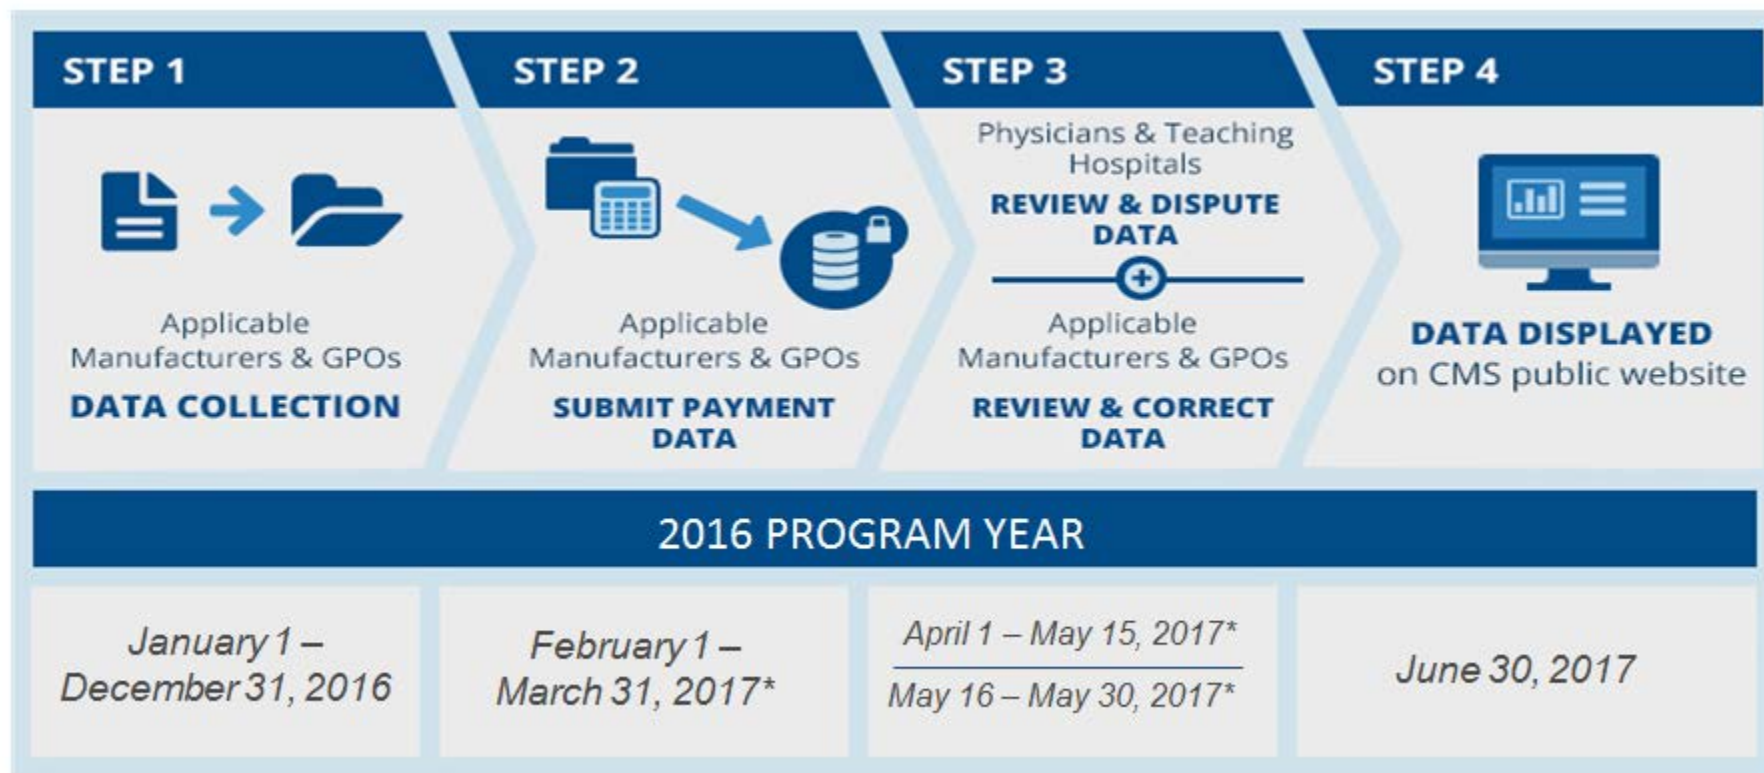 STEP 1
Applicable
Manufacturers & GPOs
DATA COLLECTION
STEP 2
Applicable
Manufacturers & GPOs
SUBMIT PAYMENT
DATA
STEP 3
Physicians & Teaching
Hospitals
REVIEW & DISPUTE
DATA
Applicable
Manufacturers & GPOs
REVIEW & CORRECT
DATA
STEP 4
DATA DISPLAYED
on CMS public website
2016 PROGRAM YEAR
January 1 –
December 31, 2016
February 1 –
March 31, 2017*
April 1 – May 15, 2017*
May 16 – May 30, 2017*
June 30, 2017